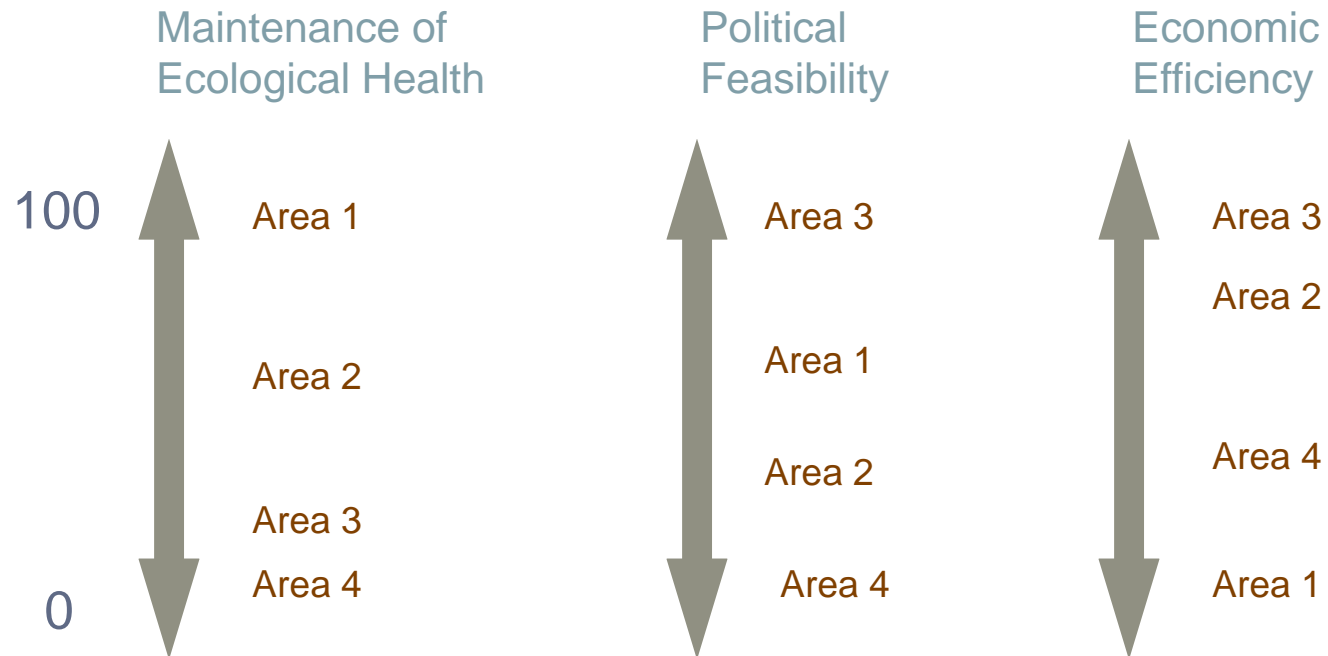 Maintenance of
Ecological Health
Political
Feasibility
Economic
Efficiency
100
Area 1
Area 2
Area 3
Area 4
0
Area 3
Area 1
Area 2
Area 4
Area 3
Area 2
Area 4
Area 1